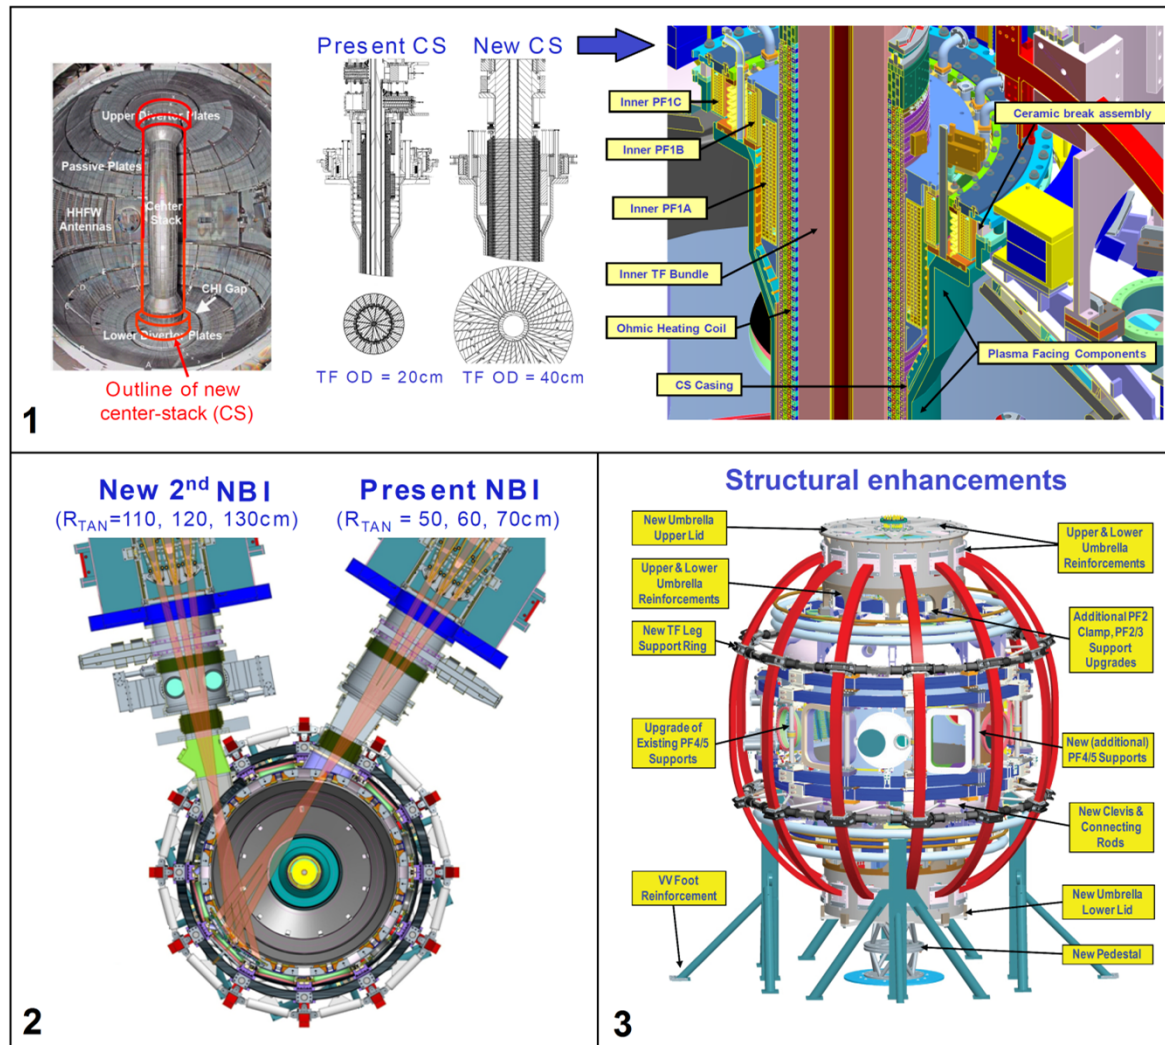 Present CS
New CS
Upper Divertor Plates
Passive Plates
HHFW
Antennas
Center
Stack
CHI Gap
Lower Divertor Plates
Outline of new
center-stack (CS)
TF OD = 20cm
TF OD = 40cm
Inner PF1C
Inner PF1B
Inner PF1A
Inner TF Bundle
Ohmic Heating Coil
CS Casing
Ceramic break assembly
Plasma Facing Components
1
New 2nd NBI
(RTAN=110, 120, 130cm)
Present NBI
(RTAN = 50, 60, 70cm)
2
Structural enhancements
New Umbrella
Upper Lid
Upper & Lower
Umbrella
Reinforcements
New TF Leg
Support Ring
Upgrade of
Existing PF4/5
Supports
VV Foot
Reinforcement
Upper & Lower
Umbrella
Reinforcements
Additional PF2
Clamp, PF2/3
Support
Upgrades
New (additional)
PF4/5 Supports
New Clevis &
Connecting
Rods
New Umbrella
Lower Lid
New Pedestal
3